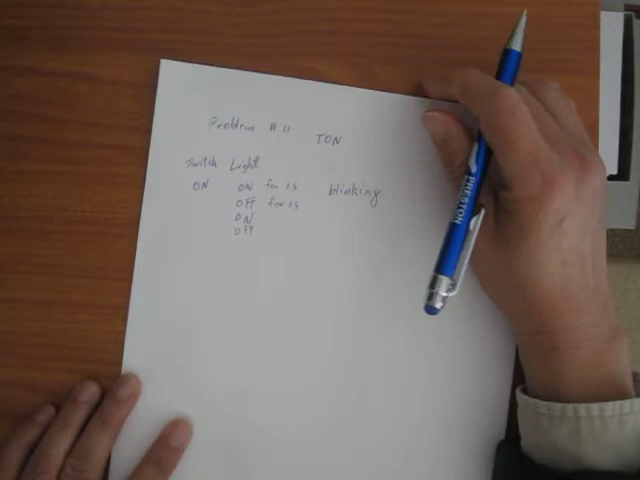 Problem # 11
TON
Switch Light
ON ON for 1s blinking
OFF for 1s
ON
OFF
PRESTON